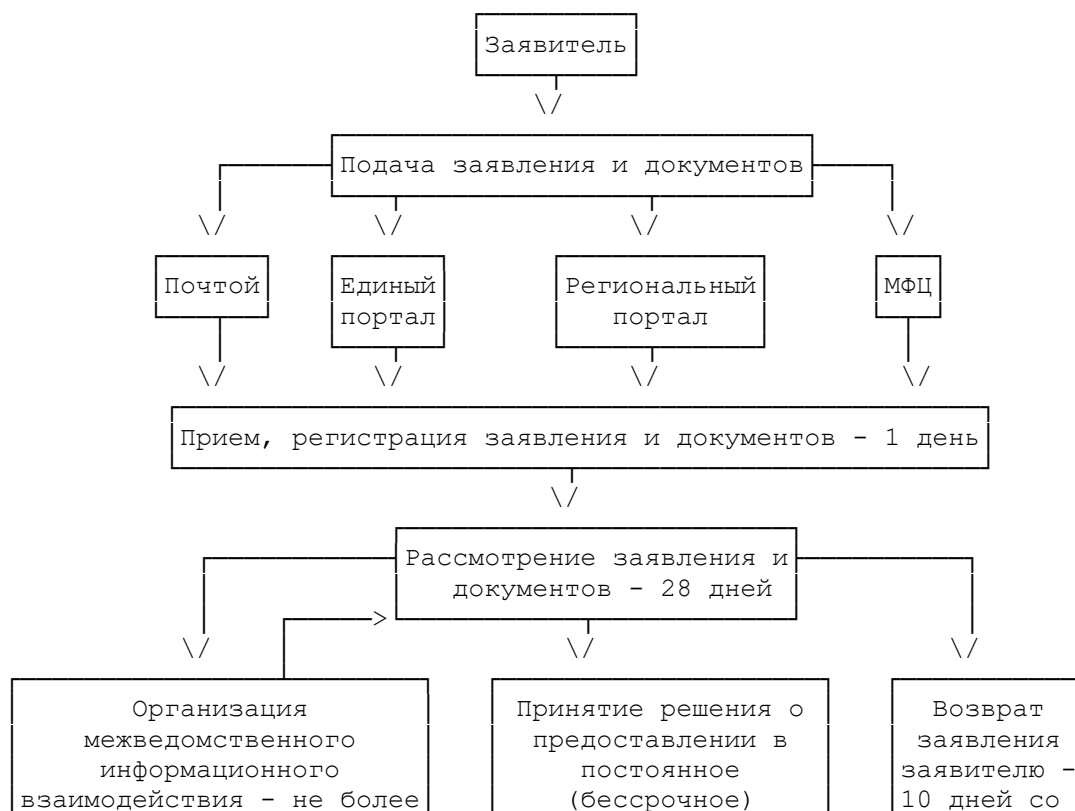 Заявитель
Подача заявления и документов
Почтой
Единый
портал
Региональный
портал
МФЦ
Прием, регистрация заявления и документов - 1 день
Рассмотрение заявления и
документов - 28 дней
Организация
межведомственного
информационного
взаимодействия - не более
Принятие решения о
предоставлении в
постоянное
(бессрочное)
Возврат
заявления
заявителю -
10 дней со